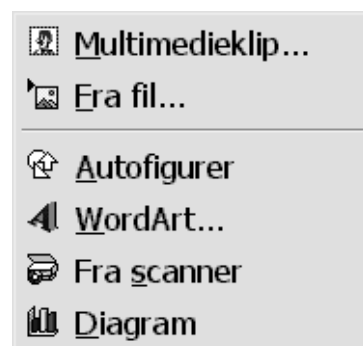 Multimedieklip...
Fra fil...
Autofigurer
WordArt...
Fra scanner
Diagram